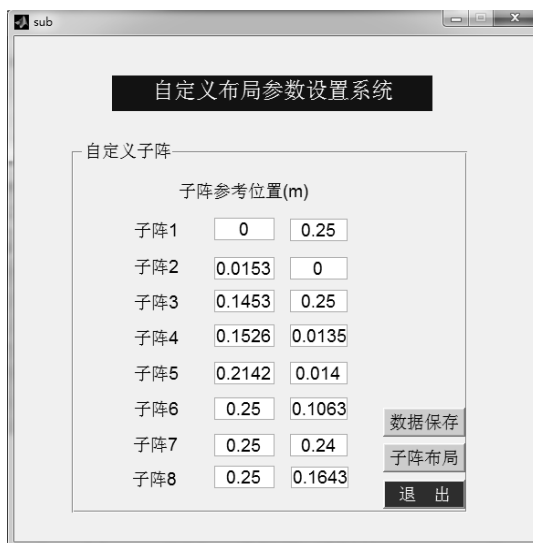 sub
自定义布局参数设置系统
自定义子阵
子阵参考位置(m)
子阵1 0 0.25
子阵2 0.0153 0
子阵3 0.1453 0.25
子阵4 0.1526 0.0135
子阵5 0.2142 0.014
子阵6 0.25 0.1063
子阵7 0.25 0.24
子阵8 0.25 0.1643
数据保存
子阵布局
退 出